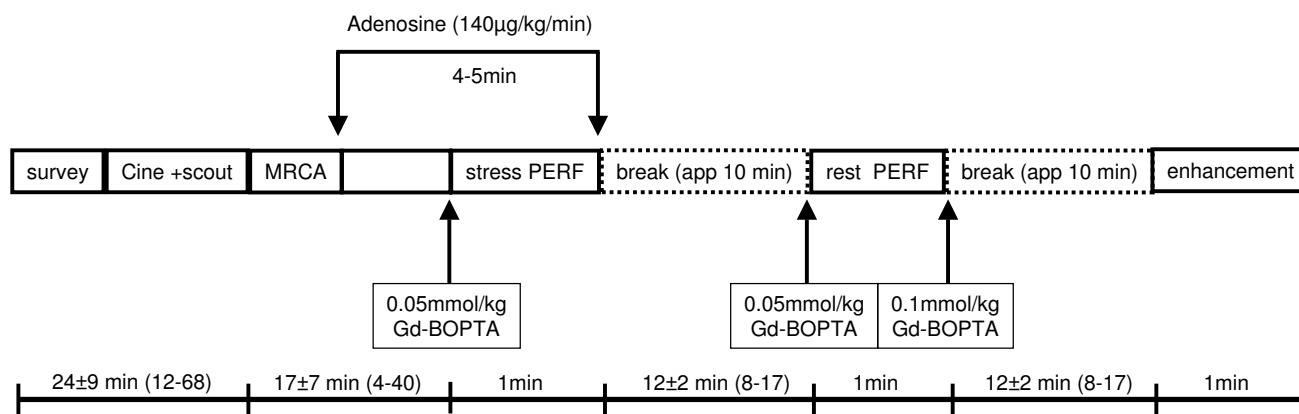 Adenosine (140µg/kg/min)
4-5min
survey
Cine +scout
MRCA
stress PERF
break (app 10 min)
rest PERF
break (app 10 min)
enhancement
0.05mmol/kg
Gd-BOPTA
0.05mmol/kg
Gd-BOPTA
0.1mmol/kg
Gd-BOPTA
24±9 min (12-68)
17±7 min (4-40)
1min
12±2 min (8-17)
1min
12±2 min (8-17)
1min